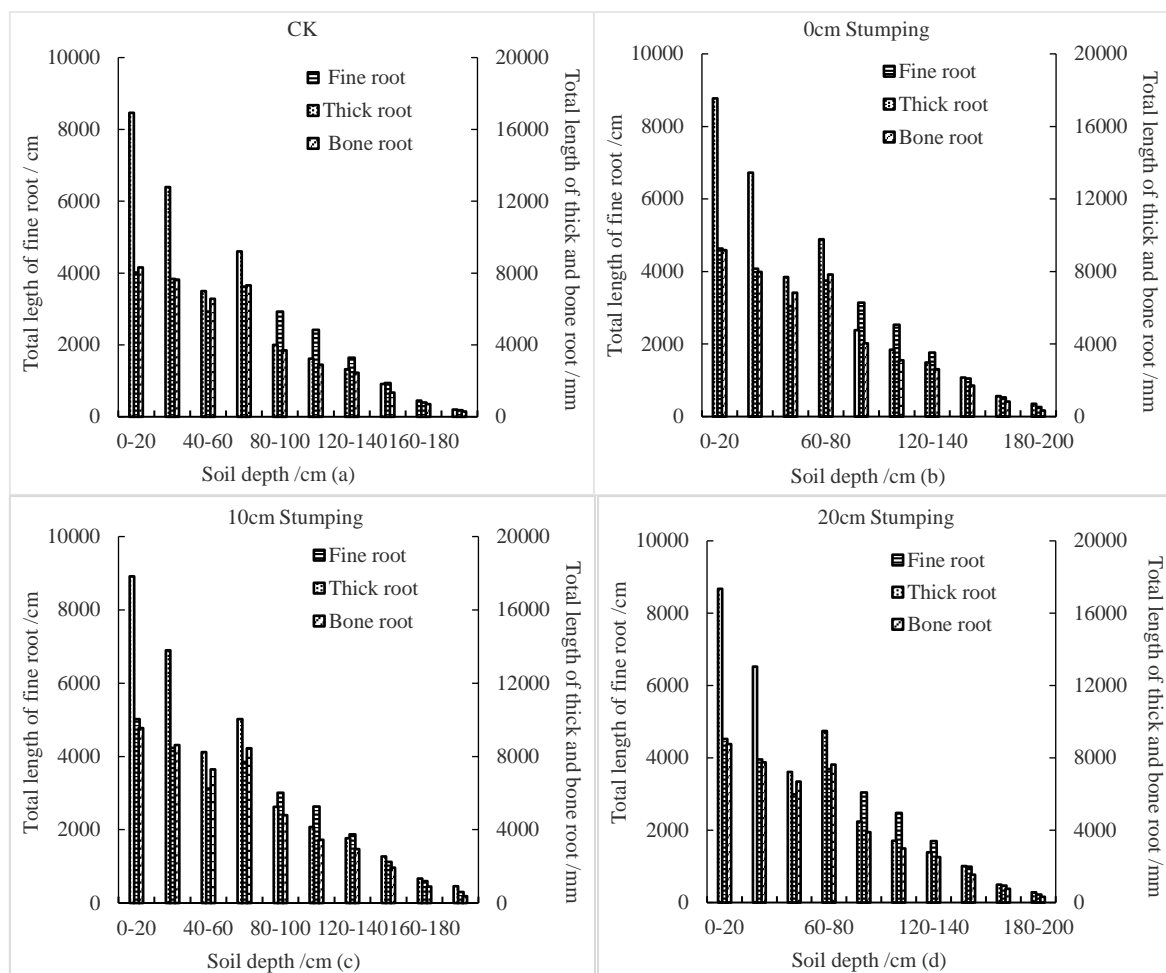 CK
10000
8000
6000
4000
2000
0
Total legth of fine root / cm
Fine root
Thick root
Bone root
20000
16000
12000
8000
4000
0
Total length of thick and bone root /mm
0-20
40-60
80-100
120-140
160-180
Soil depth /cm (a)
0cm Stumping
10000
8000
6000
4000
2000
0
Total length of fine root /cm
Fine root
Thick root
Bone root
20000
16000
12000
8000
4000
0
Total length of thick and bone root /mm
0-20
60-80
120-140
180-200
Soil depth /cm (b)
10cm Stumping
10000
8000
6000
4000
2000
0
Total length of fine root /cm
Fine root
Thick root
Bone root
20000
16000
12000
8000
4000
0
Total length of thick and bone root /mm
0-20
40-60
80-100
120-140
160-180
Soil depth /cm (c)
20cm Stumping
10000
8000
6000
4000
2000
0
Total length of fine root /cm
Fine root
Thick root
Bone root
20000
16000
12000
8000
4000
0
Total length of thick and bone root /mm
0-20
60-80
120-140
180-200
Soil depth /cm (d)